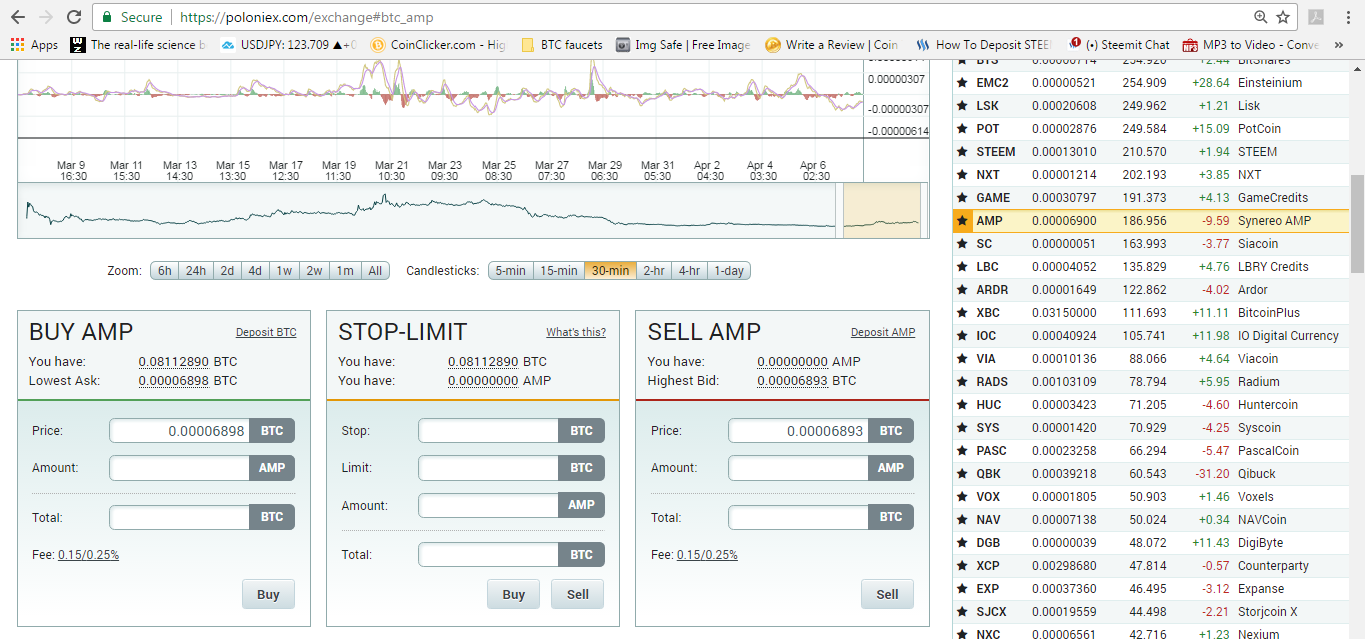 Secure https://poloniex.com/exchange#btc_amp
Apps The real-life science b USDJPY: 123.709 ▲+0 CoinClicker.com - Hig BTC faucets Img Safe | Free Image Write a Review | Coin How To Deposit STEE (•) Steemit Chat MP3 to Video - Conve »
0.00000307
-0.00000307
-0.00000614
Mar 9 Mar 11 Mar 13 Mar 15 Mar 17 Mar 19 Mar 21 Mar 23 Mar 25 Mar 27 Mar 29 Mar 31 Apr 2 Apr 4 Apr 6
16:30 15:30 14:30 13:30 12:30 11:30 10:30 09:30 08:30 07:30 06:30 05:30 04:30 03:30 02:30
Zoom: 6h 24h 2d 4d 1w 2w 1m All Candlesticks: 5-min 15-min 30-min 2-hr 4-hr 1-day
BUY AMP Deposit BTC
You have: 0.08112890 BTC
Lowest Ask: 0.00006898 BTC
Price: 0.00006898 BTC
Amount: AMP
Total: BTC
Fee: 0.15/0.25%
Buy
STOP-LIMIT What's this?
You have: 0.08112890 BTC
You have: 0.00000000 AMP
Stop: BTC
Limit: BTC
Amount: AMP
Total: BTC
Buy Sell
SELL AMP Deposit AMP
You have: 0.00000000 AMP
Highest Bid: 0.00006893 BTC
Price: 0.00006893 BTC
Amount: AMP
Total: BTC
Fee: 0.15/0.25%
Sell
BTS 0.00000714 254.920 +2.44 BitShares
EMC2 0.00000521 254.909 +28.64 Einsteinium
LSK 0.00020608 249.962 +1.21 Lisk
POT 0.00002876 249.584 +15.09 PotCoin
STEEM 0.00013010 210.570 +1.94 STEEM
NXT 0.00001214 202.193 +3.85 NXT
GAME 0.00030797 191.373 +4.13 GameCredits
AMP 0.00006900 186.956 -9.59 Synereo AMP
SC 0.00000051 163.993 -3.77 Siacoin
LBC 0.00004052 135.829 +4.76 LBRY Credits
ARDR 0.00001649 122.862 -4.02 Ardor
XBC 0.03150000 111.693 +11.11 BitcoinPlus
IOC 0.00040924 105.741 +11.98 IO Digital Currency
VIA 0.00010136 88.066 +4.64 Viacoin
RADS 0.00103109 78.794 +5.95 Radium
HUC 0.00003423 71.205 -4.60 Huntercoin
SYS 0.00001420 70.929 -4.25 Syscoin
PASC 0.00023258 66.294 -5.47 PascalCoin
QBK 0.00039218 60.543 -31.20 Qibuck
VOX 0.00001805 50.903 +1.46 Voxels
NAV 0.00007138 50.024 +0.34 NAVCoin
DGB 0.00000039 48.072 +11.43 DigiByte
XCP 0.00298680 47.814 -0.57 Counterparty
EXP 0.00037360 46.495 -3.12 Expanse
SJCX 0.00019559 44.498 -2.21 Storjcoin X
NXC 0.00006561 42.716 +1.23 Nexium